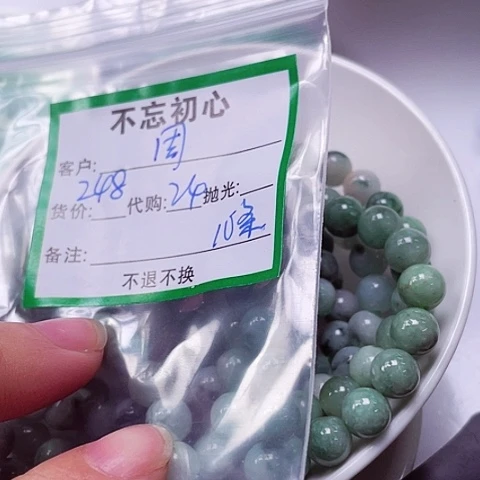 不忘初心
客户: 周
货价: 248 代购: 24 抛光:
备注: 10条
不退不换